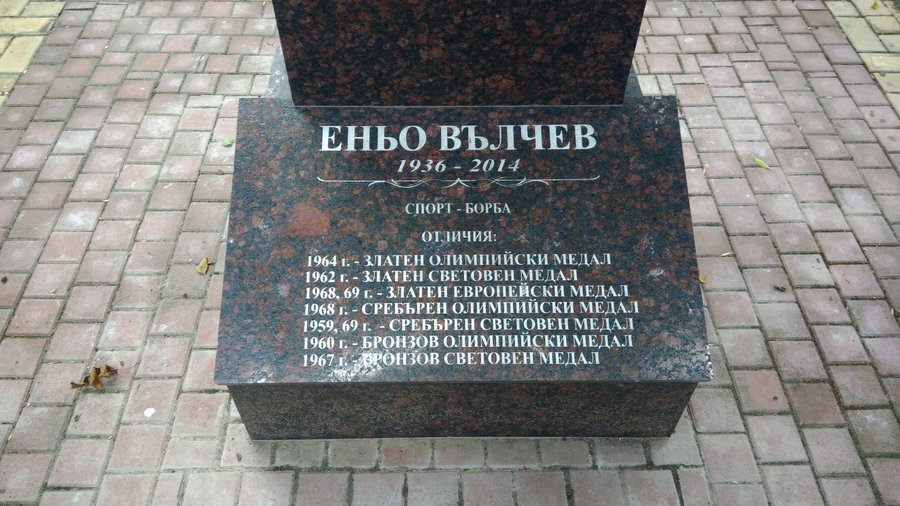 ЕНЬО ВЪЛЧЕВ
1936 - 2014
СПОРТ - БОРБА
ОТЛИЧИЯ:
1964 г. - ЗЛАТЕН ОЛИМПИЙСКИ МЕДАЛ
1962 г. - ЗЛАТЕН СВЕТОВЕН МЕДАЛ
1968, 69 г. - ЗЛАТЕН ЕВРОПЕЙСКИ МЕДАЛ
1968 г. - СРЕБЪРЕН ОЛИМПИЙСКИ МЕДАЛ
1959, 69 г. - СРЕБЪРЕН СВЕТОВЕН МЕДАЛ
1960 г. - БРОНЗОВ ОЛИМПИЙСКИ МЕДАЛ
1967 г. - БРОНЗОВ СВЕТОВЕН МЕДАЛ